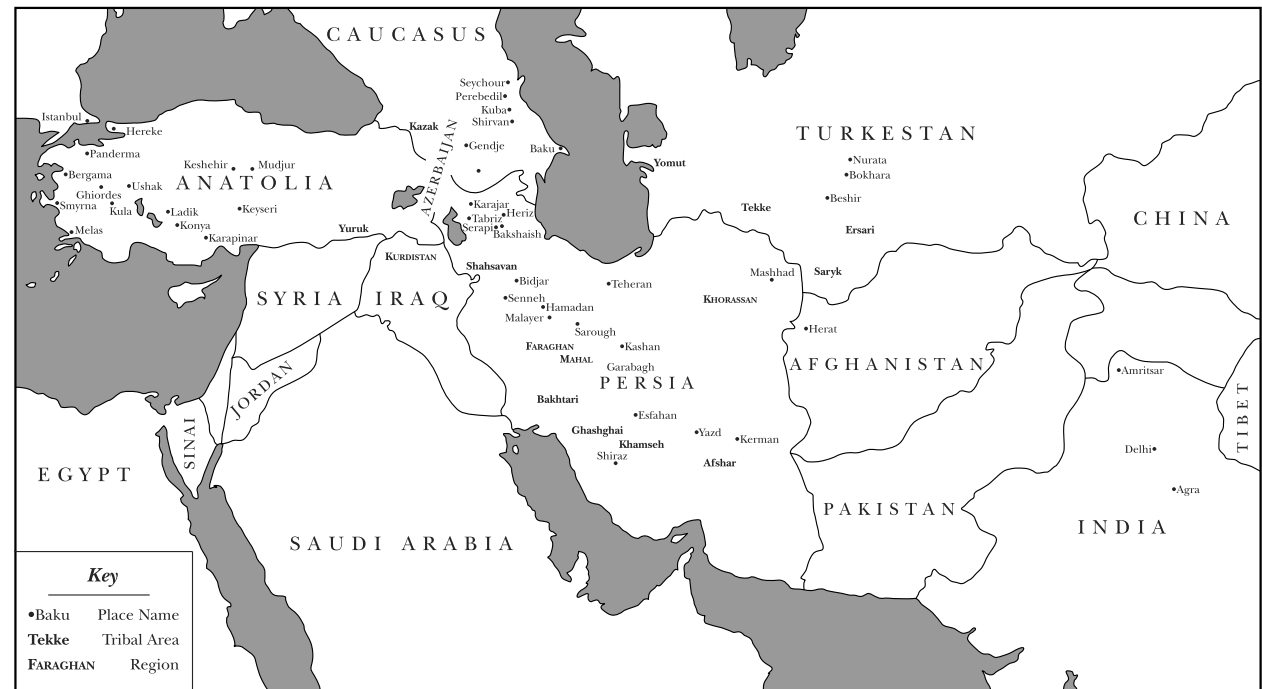 CAUCASUS
Seychour
Perebedil
Kuba
Shirvan
Istanbul
Hereke
Kazak
Gendje
Baku
AZERBAIJAN
TURKESTAN
Panderma
Keshehir
Mudjur
Yomut
Nurata
Bokhara
Bergama
Ushak
ANATOLIA
Ghiordes
Beshir
Smyrna
Kula
Ladik
Keyseri
Karajar
Heriz
Tabriz
Tekke
CHINA
Melas
Konya
Yuruk
Serapi
Bakshaish
Ersari
Karapinar
KURDISTAN
Shahsavan
Mashhad
Saryk
Bidjar
Teheran
SYRIA
IRAQ
Senneh
Hamadan
KHORASSAN
Malayer
Sarough
Herat
FARAGHAN
Kashan
MAHAL
Garabagh
AFGHANISTAN
Amritsar
JORDAN
PERSIA
Bakhtari
TIBET
SINAI
Esfahan
Ghashghai
Yazd
Khamseh
Kerman
Shiraz
Afshar
Delhi
EGYPT
Agra
PAKISTAN
INDIA
SAUDI ARABIA
Key
Baku Place Name
Tekke Tribal Area
FARAGHAN Region